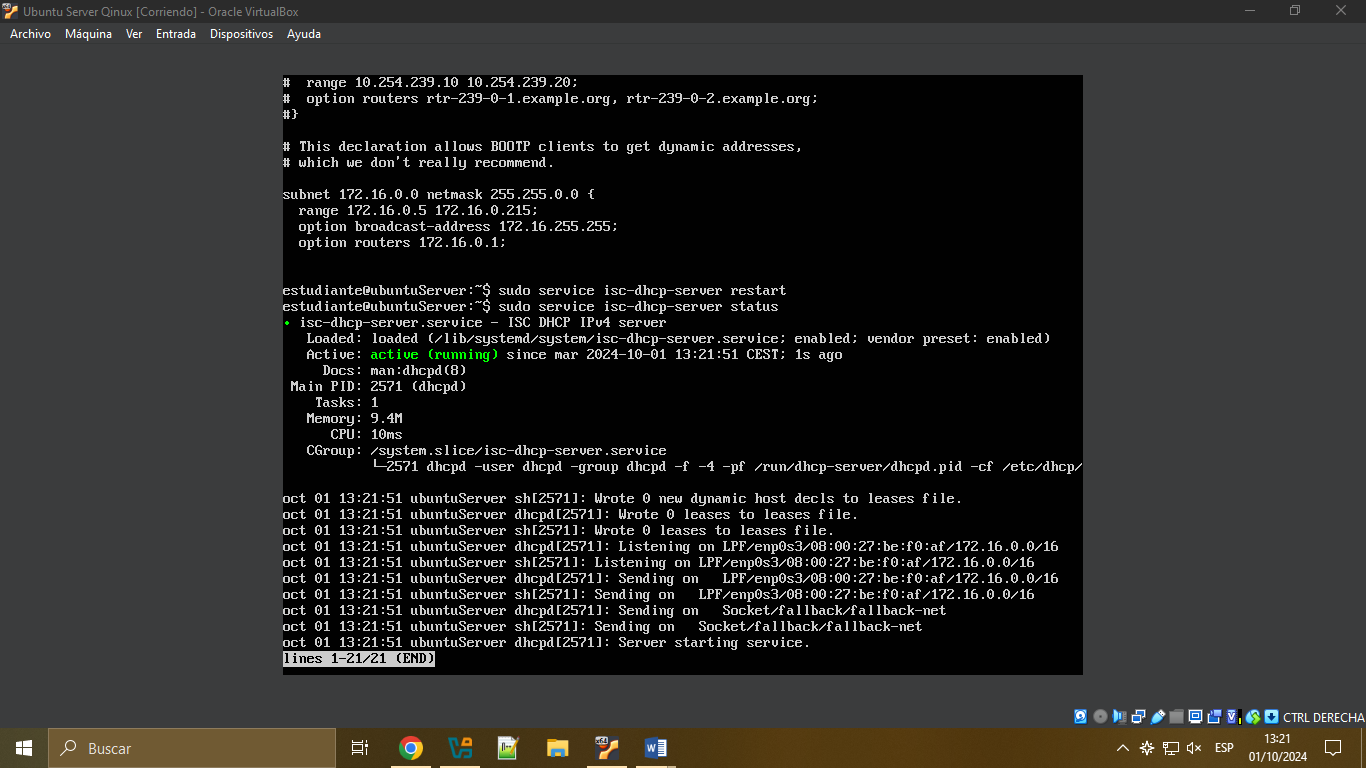 Ubuntu Server Qinux [Corriendo] - Oracle VirtualBox
Archivo Máquina Ver Entrada Dispositivos Ayuda
#  range 10.254.239.10 10.254.239.20;
#  option routers rtr-239-0-1.example.org, rtr-239-0-2.example.org;
#}
# This declaration allows BOOTP clients to get dynamic addresses,
# which we don't really recommend.
subnet 172.16.0.0 netmask 255.255.0.0 {
  range 172.16.0.5 172.16.0.215;
  option broadcast-address 172.16.255.255;
  option routers 172.16.0.1;
estudiante@ubuntuServer:~$ sudo service isc-dhcp-server restart
estudiante@ubuntuServer:~$ sudo service isc-dhcp-server status
• isc-dhcp-server.service - ISC DHCP IPv4 server
   Loaded: loaded (/lib/systemd/system/isc-dhcp-server.service; enabled; vendor preset: enabled)
   Active: active (running) since mar 2024-10-01 13:21:51 CEST; 1s ago
     Docs: man:dhcpd(8)
 Main PID: 2571 (dhcpd)
    Tasks: 1
   Memory: 9.4M
      CPU: 10ms
   CGroup: /system.slice/isc-dhcp-server.service
           └─2571 dhcpd -user dhcpd -group dhcpd -f -4 -pf /run/dhcp-server/dhcpd.pid -cf /etc/dhcp/
oct 01 13:21:51 ubuntuServer sh[2571]: Wrote 0 new dynamic host decls to leases file.
oct 01 13:21:51 ubuntuServer dhcpd[2571]: Wrote 0 leases to leases file.
oct 01 13:21:51 ubuntuServer sh[2571]: Wrote 0 leases to leases file.
oct 01 13:21:51 ubuntuServer dhcpd[2571]: Listening on LPF/enp0s3/08:00:27:be:f0:af/172.16.0.0/16
oct 01 13:21:51 ubuntuServer sh[2571]: Listening on LPF/enp0s3/08:00:27:be:f0:af/172.16.0.0/16
oct 01 13:21:51 ubuntuServer dhcpd[2571]: Sending on   LPF/enp0s3/08:00:27:be:f0:af/172.16.0.0/16
oct 01 13:21:51 ubuntuServer sh[2571]: Sending on   LPF/enp0s3/08:00:27:be:f0:af/172.16.0.0/16
oct 01 13:21:51 ubuntuServer dhcpd[2571]: Sending on   Socket/fallback/fallback-net
oct 01 13:21:51 ubuntuServer sh[2571]: Sending on   Socket/fallback/fallback-net
oct 01 13:21:51 ubuntuServer dhcpd[2571]: Server starting service.
lines 1-21/21 (END)
CTRL DERECHA
Buscar
ESP
13:21
01/10/2024